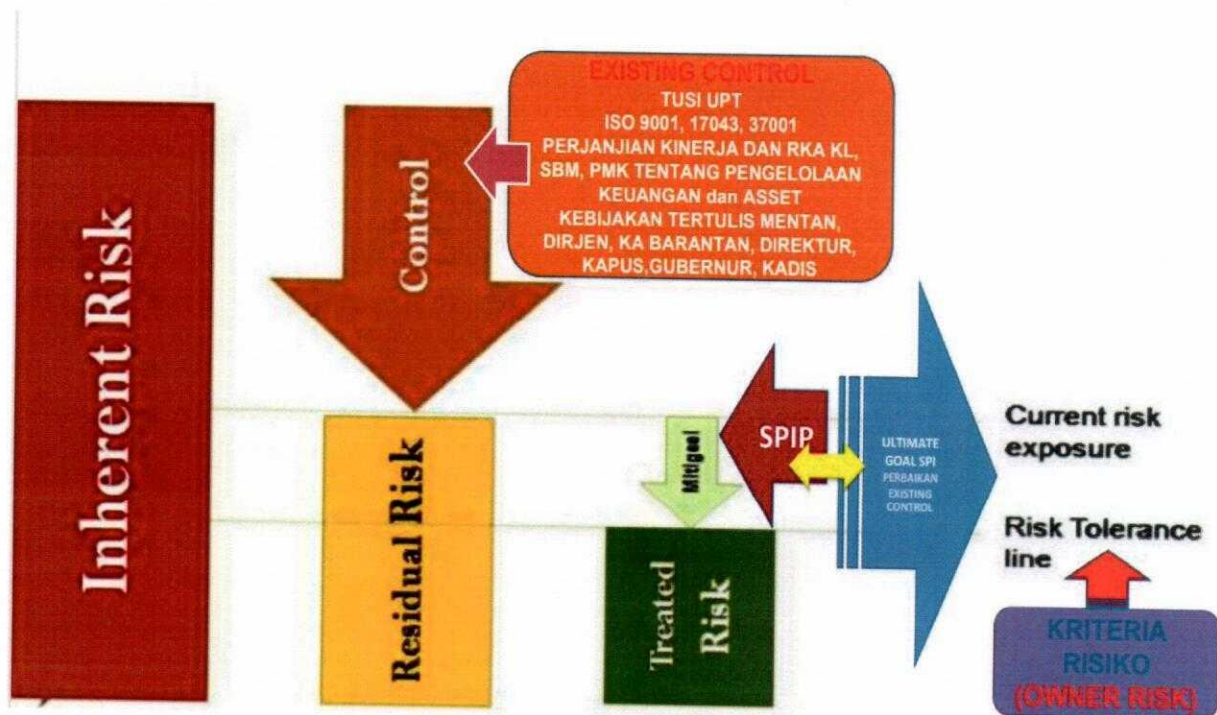 Inherent Risk
Control
EXISTING CONTROL
TUSI UPT
ISO 9001, 17043, 37001
PERJANJIAN KINERJA DAN RKA KL,
SBM, PMK TENTANG PENGELOLAAN
KEUANGAN dan ASSET
KEBIJAKAN TERTULIS MENTAN,
DIRJEN, KA BARANTAN, DIREKTUR,
KAPUS,GUBERNUR, KADIS
Residual Risk
Mitigasi
Treated
Risk
SPIP
ULTIMATE
GOAL SPI
PERBAIKAN
EXISTING
CONTROL
Current risk
exposure
Risk Tolerance
line
KRITERIA
RISIKO
(OWNER RISK)